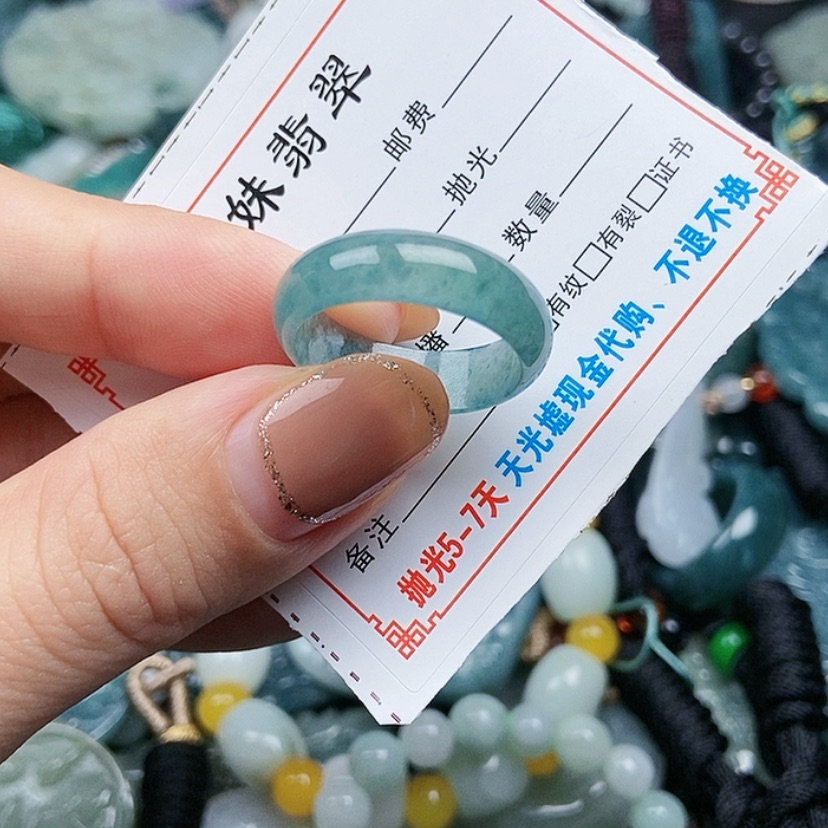 妹翡翠
邮费
抛光
数量
播
有纹□有裂□证书
备注
抛光5-7天 天光墟现金代购、不退不换